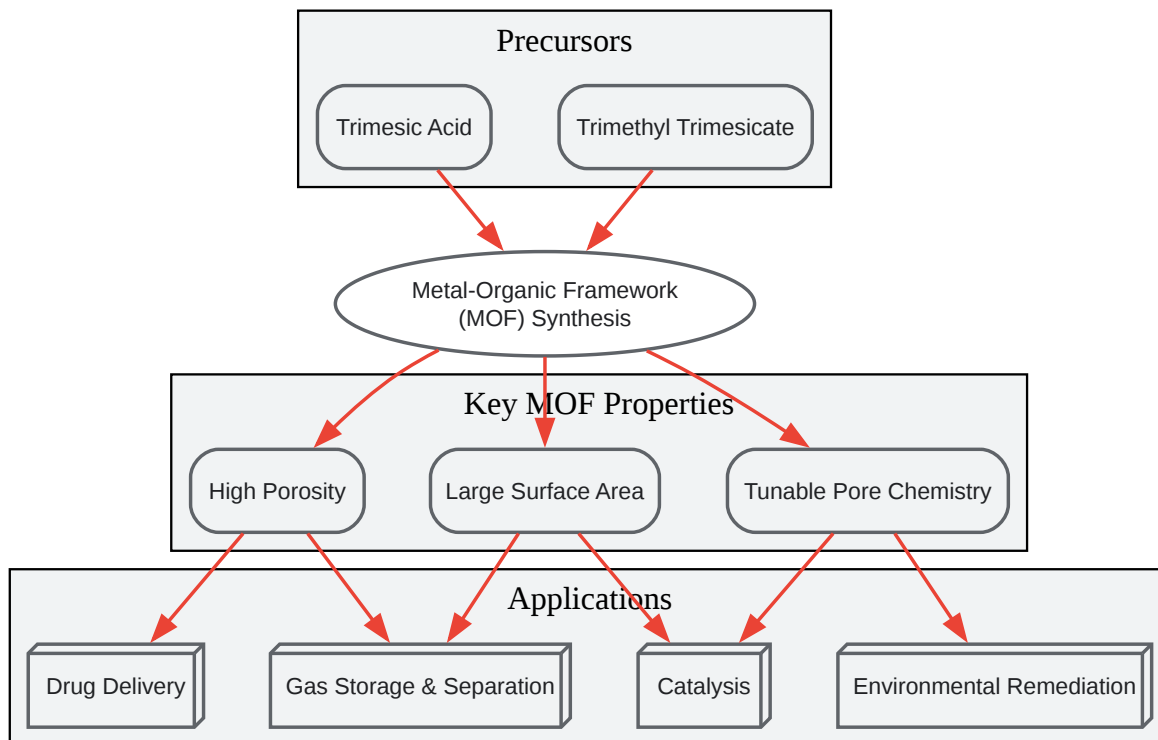 Precursors
Trimesic Acid
Trimethyl Trimesicate
Metal-Organic Framework
(MOF) Synthesis
Key MOF Properties
High Porosity
Large Surface Area
Tunable Pore Chemistry
Applications
Drug Delivery
Gas Storage & Separation
Catalysis
Environmental Remediation